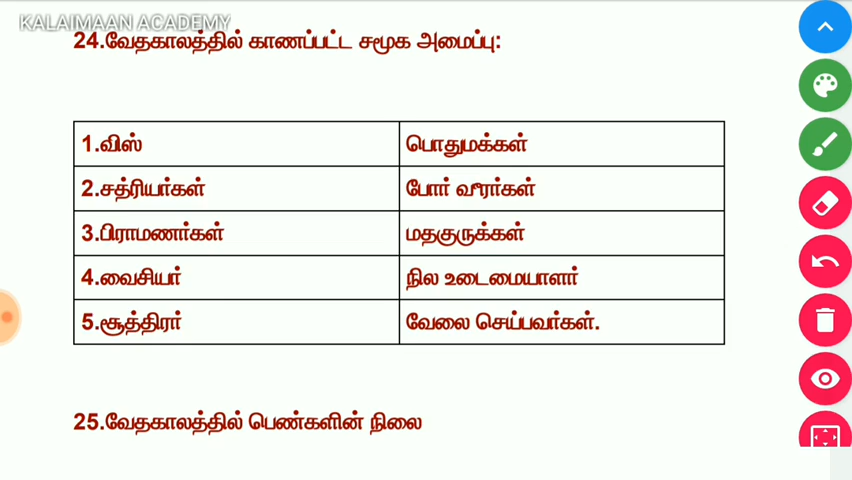 KALAIMAAN ACADEMY
24.வேதகாலத்தில் காணப்பட்ட சமூக அமைப்பு:
1.விஸ் பொதுமக்கள்
2.சத்ரியர்கள் போர் வீரர்கள்
3.பிராமணர்கள் மதகுருக்கள்
4.வைசியர் நில உடைமையாளர்
5.சூத்திரர் வேலை செய்பவர்கள்.
25.வேதகாலத்தில் பெண்களின் நிலை